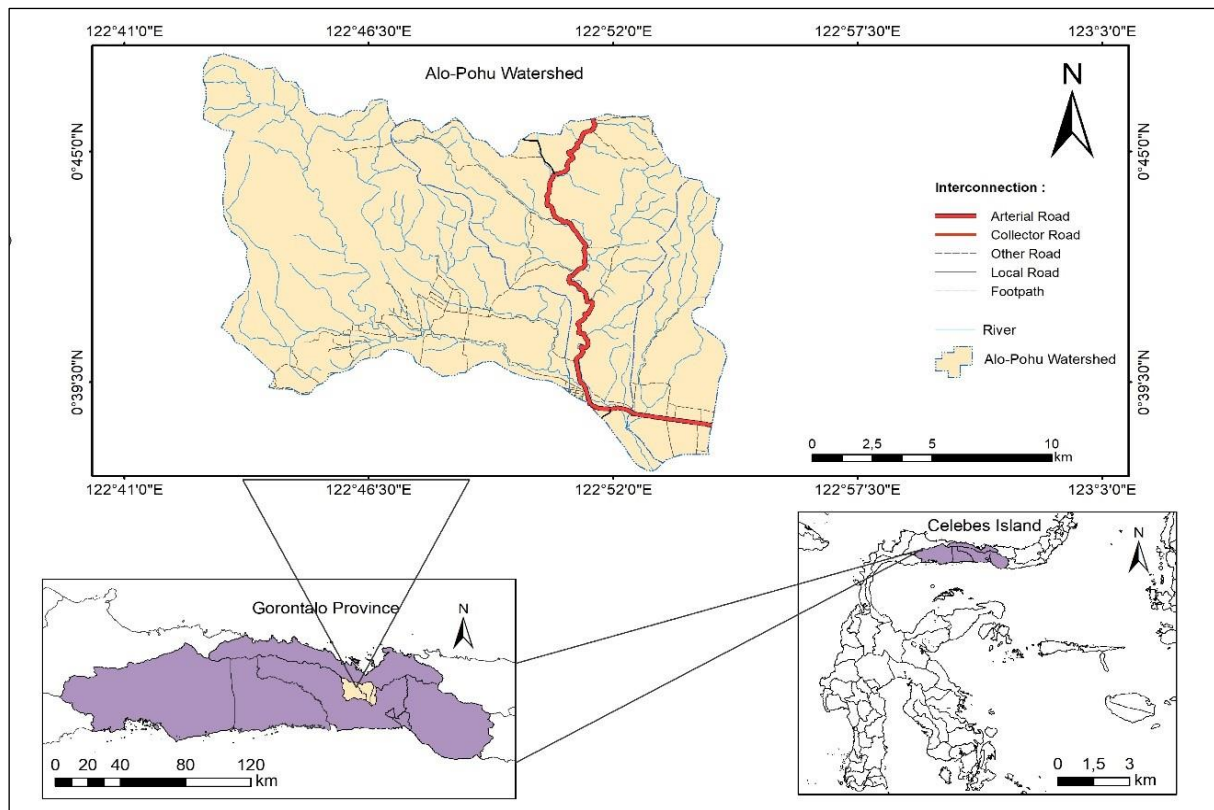 122°41'0"E 122°46'30"E 122°52'0"E 122°57'30"E 123°3'0"E
Alo-Pohu Watershed
N
0°45'0"N 0°45'0"N
Interconnection :
Arterial Road
Collector Road
Other Road
Local Road
Footpath
River
Alo-Pohu Watershed
0°39'30"N 0°39'30"N
0 2,5 5 10
km
122°41'0"E 122°46'30"E 122°52'0"E 122°57'30"E 123°3'0"E
Gorontalo Province
N
0 10 20 40 80 120
km
Celebes Island
N
0 1,5 3
km